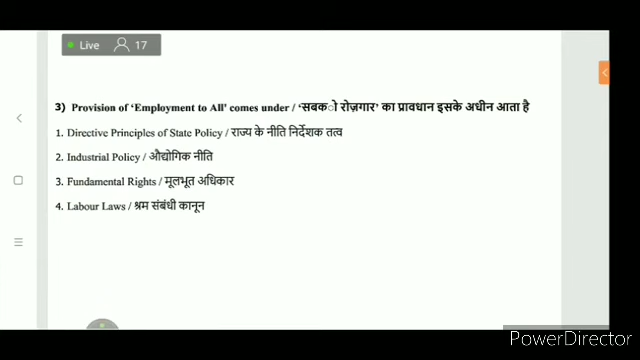 Live 17
3) Provision of ‘Employment to All’ comes under / ‘सबको रोज़गार’ का प्रावधान इसके अधीन आता है
1. Directive Principles of State Policy / राज्य के नीति निर्देशक तत्व
2. Industrial Policy / औद्योगिक नीति
3. Fundamental Rights / मूलभूत अधिकार
4. Labour Laws / श्रम संबंधी कानून
PowerDirector